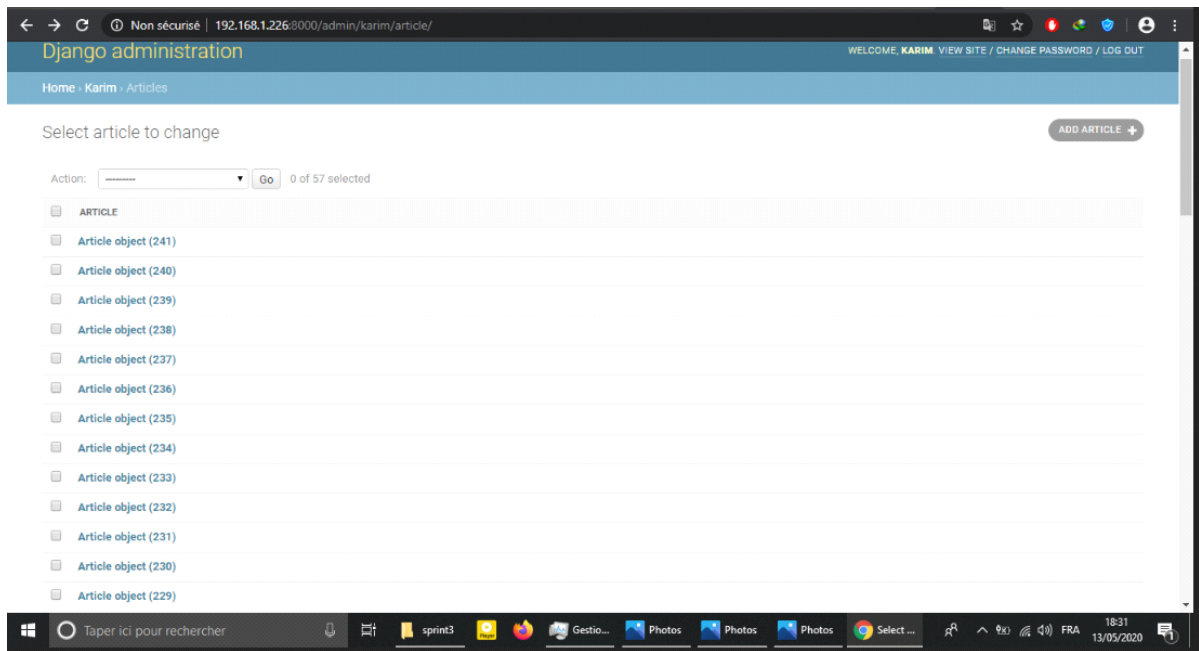 Non sécurisé | 192.168.1.226:8000/admin/karim/article/
Django administration
WELCOME, KARIM. VIEW SITE / CHANGE PASSWORD / LOG OUT
Home › Karim › Articles
Select article to change
ADD ARTICLE +
Action: --------- Go 0 of 57 selected
ARTICLE
Article object (241)
Article object (240)
Article object (239)
Article object (238)
Article object (237)
Article object (236)
Article object (235)
Article object (234)
Article object (233)
Article object (232)
Article object (231)
Article object (230)
Article object (229)
Taper ici pour rechercher sprint3 Gestio... Photos Photos Photos Select ... FRA 18:31
13/05/2020